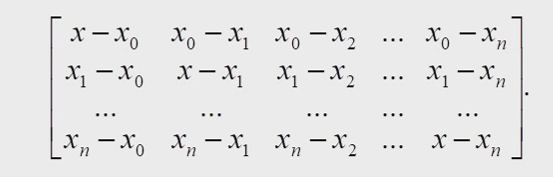 x − x₀ x₀ − x₁ x₀ − x₂ ... x₀ − xₙ
x₁ − x₀ x − x₁ x₁ − x₂ ... x₁ − xₙ
... ... ... ... ...
xₙ − x₀ xₙ − x₁ xₙ − x₂ ... x − xₙ .